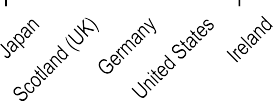 Japan
Scotland (UK)
Germany
United States
Ireland